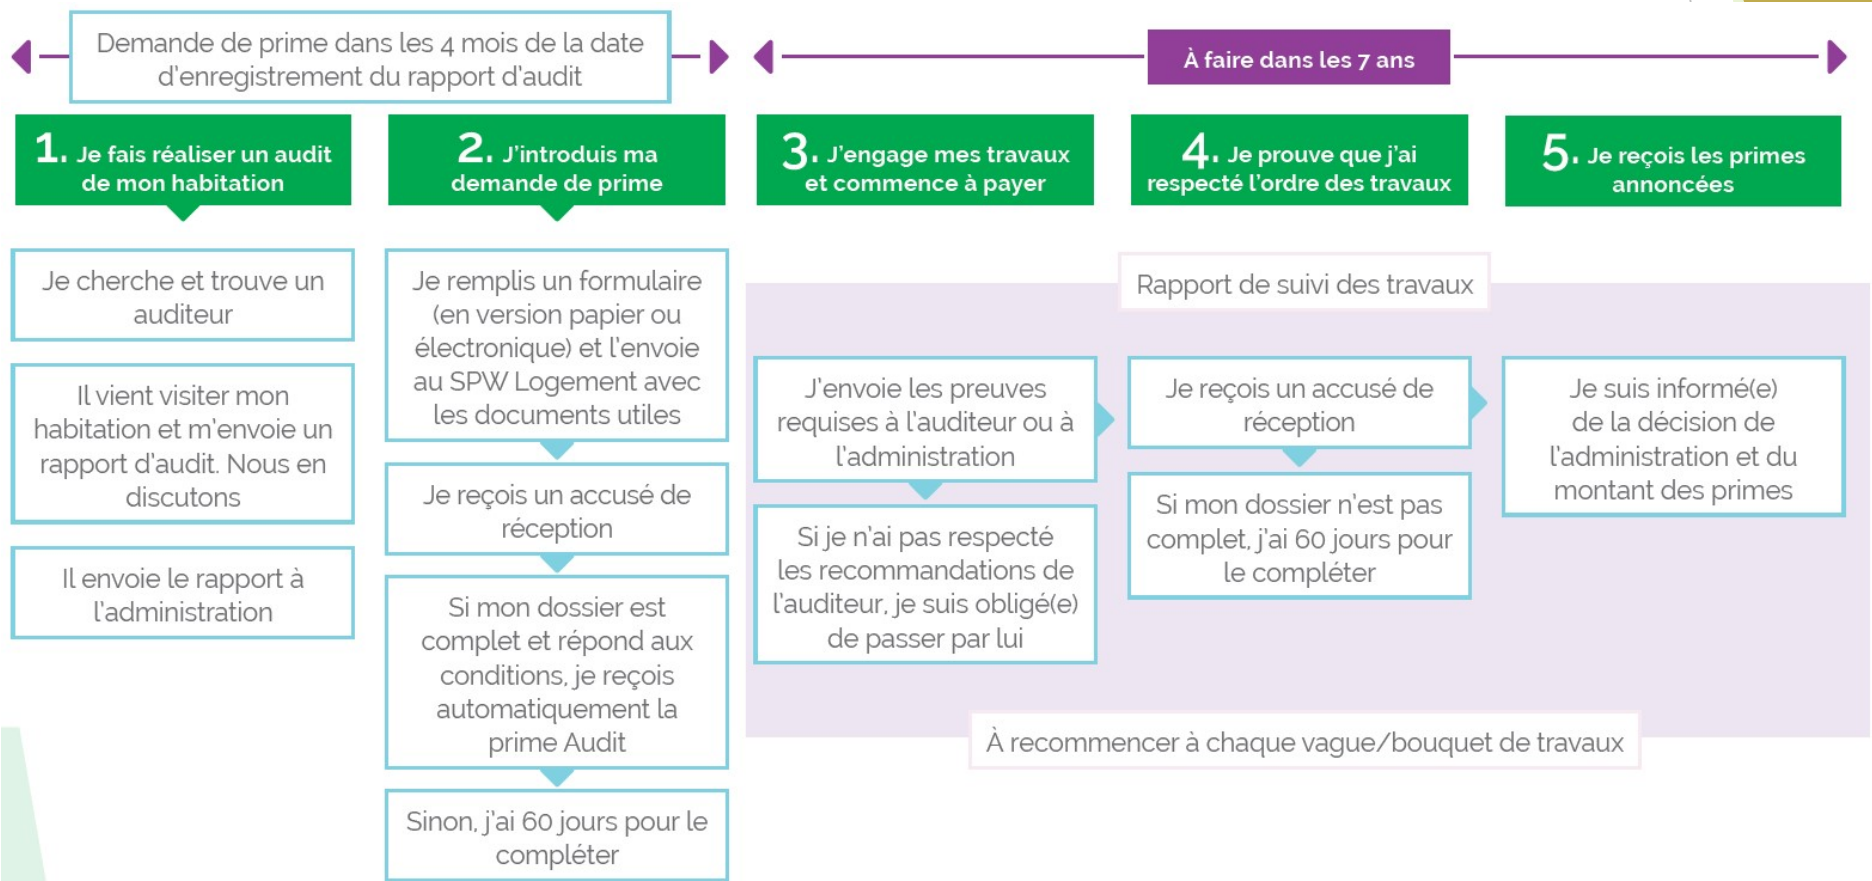 Demande de prime dans les 4 mois de la date
d'enregistrement du rapport d'audit
À faire dans les 7 ans
1. Je fais réaliser un audit
de mon habitation
2. J'introduis ma
demande de prime
3. J'engage mes travaux
et commence à payer
4. Je prouve que j'ai
respecté l'ordre des travaux
5. Je reçois les primes
annoncées
Je cherche et trouve un
auditeur
Il vient visiter mon
habitation et m'envoie un
rapport d'audit. Nous en
discutons
Il envoie le rapport à
l'administration
Je remplis un formulaire
(en version papier ou
électronique) et l'envoie
au SPW Logement avec
les documents utiles
Je reçois un accusé de
réception
Si mon dossier est
complet et répond aux
conditions, je reçois
automatiquement la
prime Audit
Sinon, j'ai 60 jours pour le
compléter
Rapport de suivi des travaux
J'envoie les preuves
requises à l'auditeur ou à
l'administration
Si je n'ai pas respecté
les recommandations de
l'auditeur, je suis obligé(e)
de passer par lui
Je reçois un accusé de
réception
Si mon dossier n'est pas
complet, j'ai 60 jours pour
le compléter
Je suis informé(e)
de la décision de
l'administration et du
montant des primes
À recommencer à chaque vague/bouquet de travaux